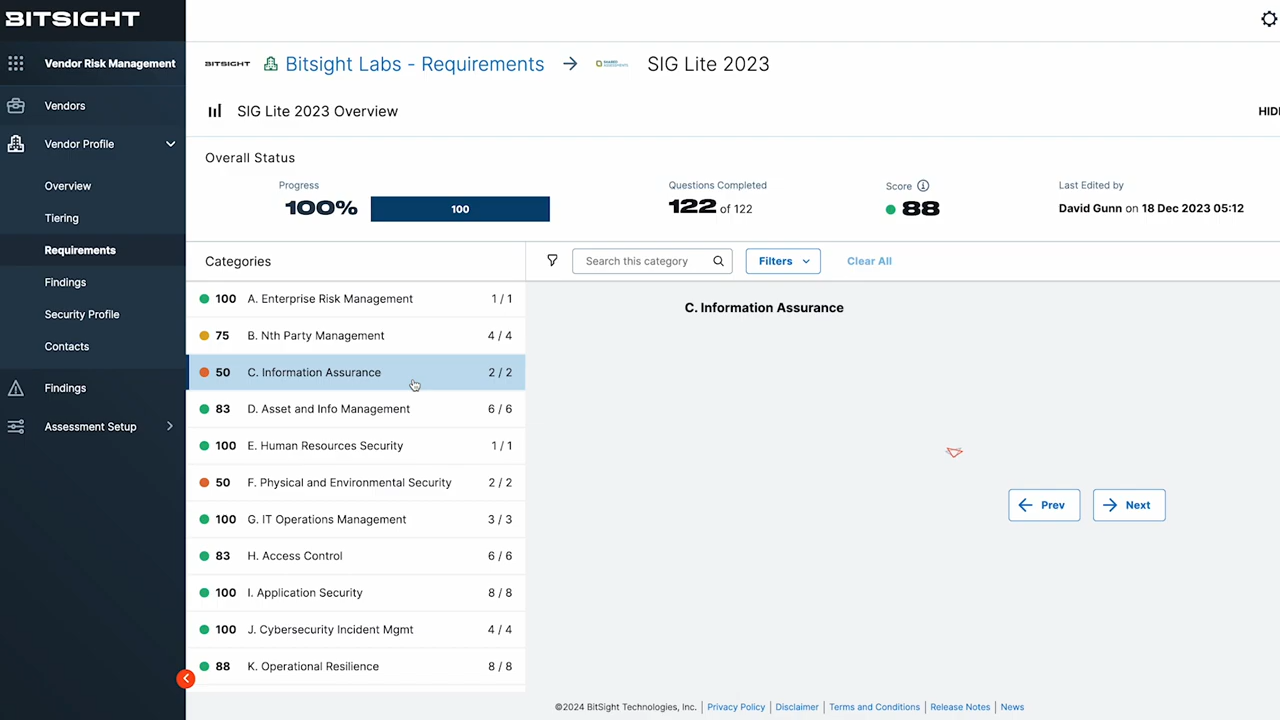 BITSIGHT
Vendor Risk Management
Vendors
Vendor Profile
Overview
Tiering
Requirements
Findings
Security Profile
Contacts
Findings
Assessment Setup
BITSIGHT Bitsight Labs - Requirements → SIG Lite 2023
SIG Lite 2023 Overview
HID
Overall Status
Progress
100%
100
Questions Completed
122 of 122
Score
88
Last Edited by
David Gunn on 18 Dec 2023 05:12
Categories
Search this category
Filters
Clear All
100 A. Enterprise Risk Management 1 / 1
75 B. Nth Party Management 4 / 4
50 C. Information Assurance 2 / 2
83 D. Asset and Info Management 6 / 6
100 E. Human Resources Security 1 / 1
50 F. Physical and Environmental Security 2 / 2
100 G. IT Operations Management 3 / 3
83 H. Access Control 6 / 6
100 I. Application Security 8 / 8
100 J. Cybersecurity Incident Mgmt 4 / 4
88 K. Operational Resilience 8 / 8
C. Information Assurance
Prev
Next
©2024 BitSight Technologies, Inc. | Privacy Policy | Disclaimer | Terms and Conditions | Release Notes | News